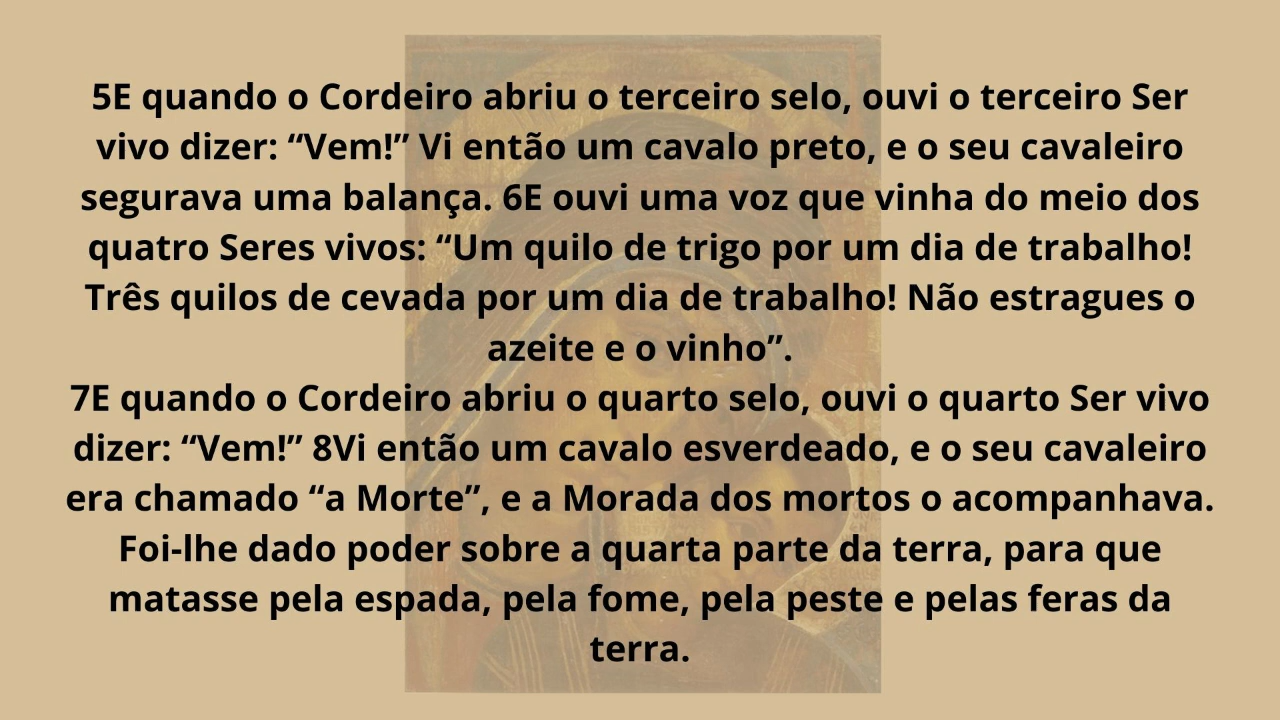 5E quando o Cordeiro abriu o terceiro selo, ouvi o terceiro Ser
vivo dizer: “Vem!” Vi então um cavalo preto, e o seu cavaleiro
segurava uma balança. 6E ouvi uma voz que vinha do meio dos
quatro Seres vivos: “Um quilo de trigo por um dia de trabalho!
Três quilos de cevada por um dia de trabalho! Não estragues o
azeite e o vinho”.
7E quando o Cordeiro abriu o quarto selo, ouvi o quarto Ser vivo
dizer: “Vem!” 8Vi então um cavalo esverdeado, e o seu cavaleiro
era chamado “a Morte”, e a Morada dos mortos o acompanhava.
Foi-lhe dado poder sobre a quarta parte da terra, para que
matasse pela espada, pela fome, pela peste e pelas feras da
terra.